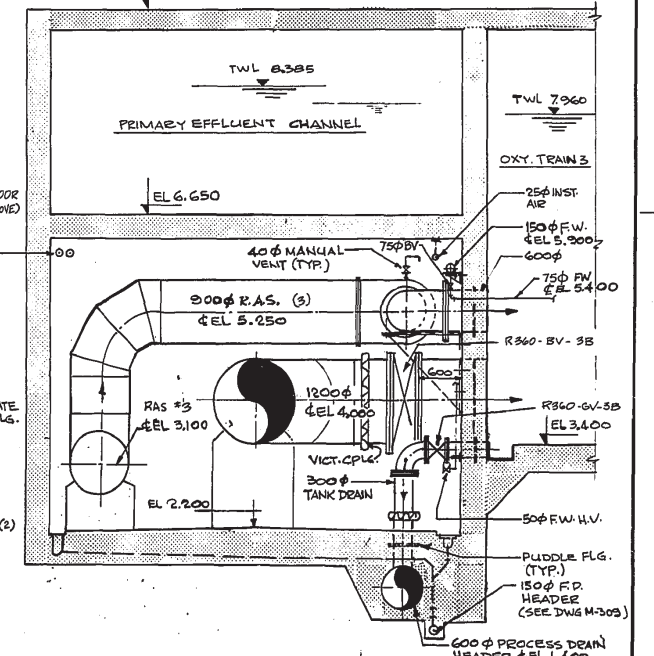 TWL 8.385
TWL 7.960
PRIMARY EFFLUENT CHANNEL
OXY. TRAIN 3
OVE)
EL 6.650
25φ INST.
AIR
150φ F.W.
℄EL 5.900
40φ MANUAL
VENT (TYP.)
75φ BV
600φ
75φ FW
℄EL 5.400
900φ R.A.S. (3)
℄EL 5.250
R360-BV-3B
600
1200φ
℄EL 4,000
RAS #3
℄EL 3,100
R360-GV-3B
EL 3.400
LG.
VICT. CPLG.
300φ
TANK DRAIN
EL 2.200
50φ F.W. H.V.
(2)
PUDDLE FLG.
(TYP.)
150φ F.D.
HEADER
(SEE DWG M-309)
600φ PROCESS DRAIN